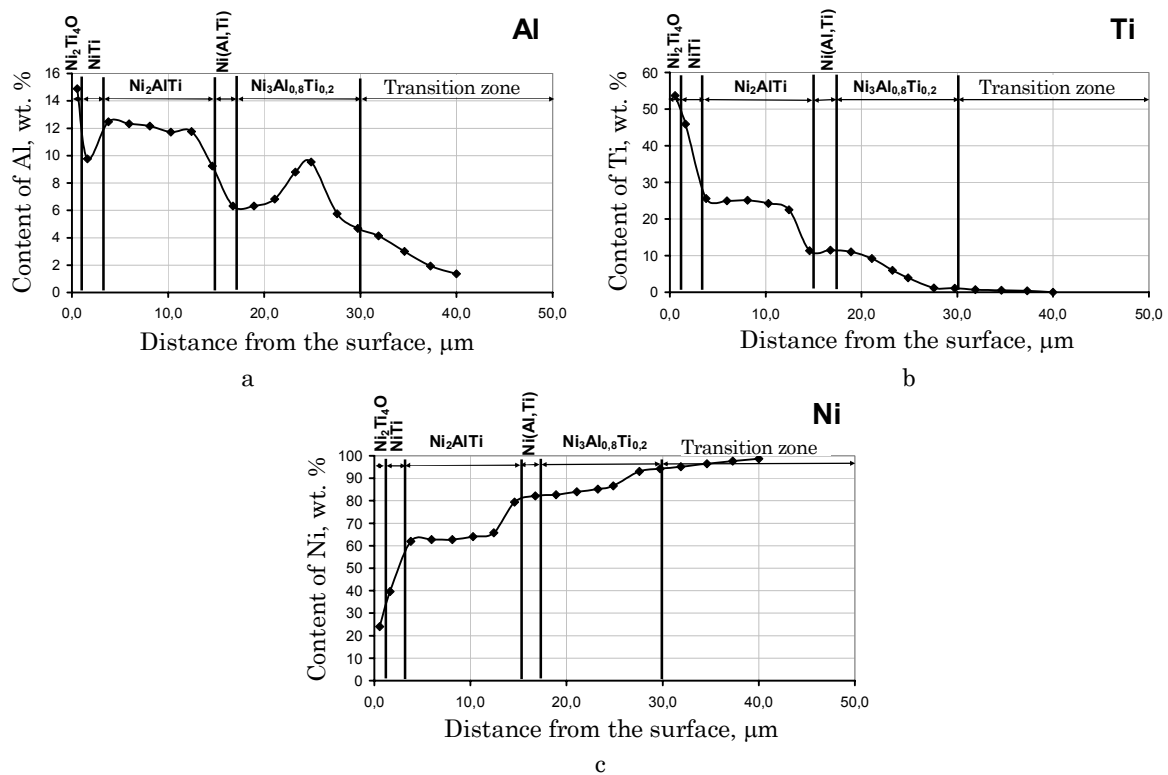 Al
Ni₂Ti₄O
NiTi
Ni₂AlTi
Ni(Al,Ti)
Ni₃Al₀,₈Ti₀,₂
Transition zone
Content of Al, wt. %
16
14
12
10
8
6
4
2
0
0,0 10,0 20,0 30,0 40,0 50,0
Distance from the surface, μm
a
Ti
Ni₂Ti₄O
NiTi
Ni₂AlTi
Ni(Al,Ti)
Ni₃Al₀,₈Ti₀,₂
Transition zone
Content of Ti, wt. %
60
50
40
30
20
10
0
0,0 10,0 20,0 30,0 40,0 50,0
Distance from the surface, μm
b
Ni
Ni₂Ti₄O
NiTi
Ni₂AlTi
Ni(Al,Ti)
Ni₃Al₀,₈Ti₀,₂
Transition zone
Content of Ni, wt. %
100
90
80
70
60
50
40
30
20
10
0
0,0 10,0 20,0 30,0 40,0 50,0
Distance from the surface, μm
c